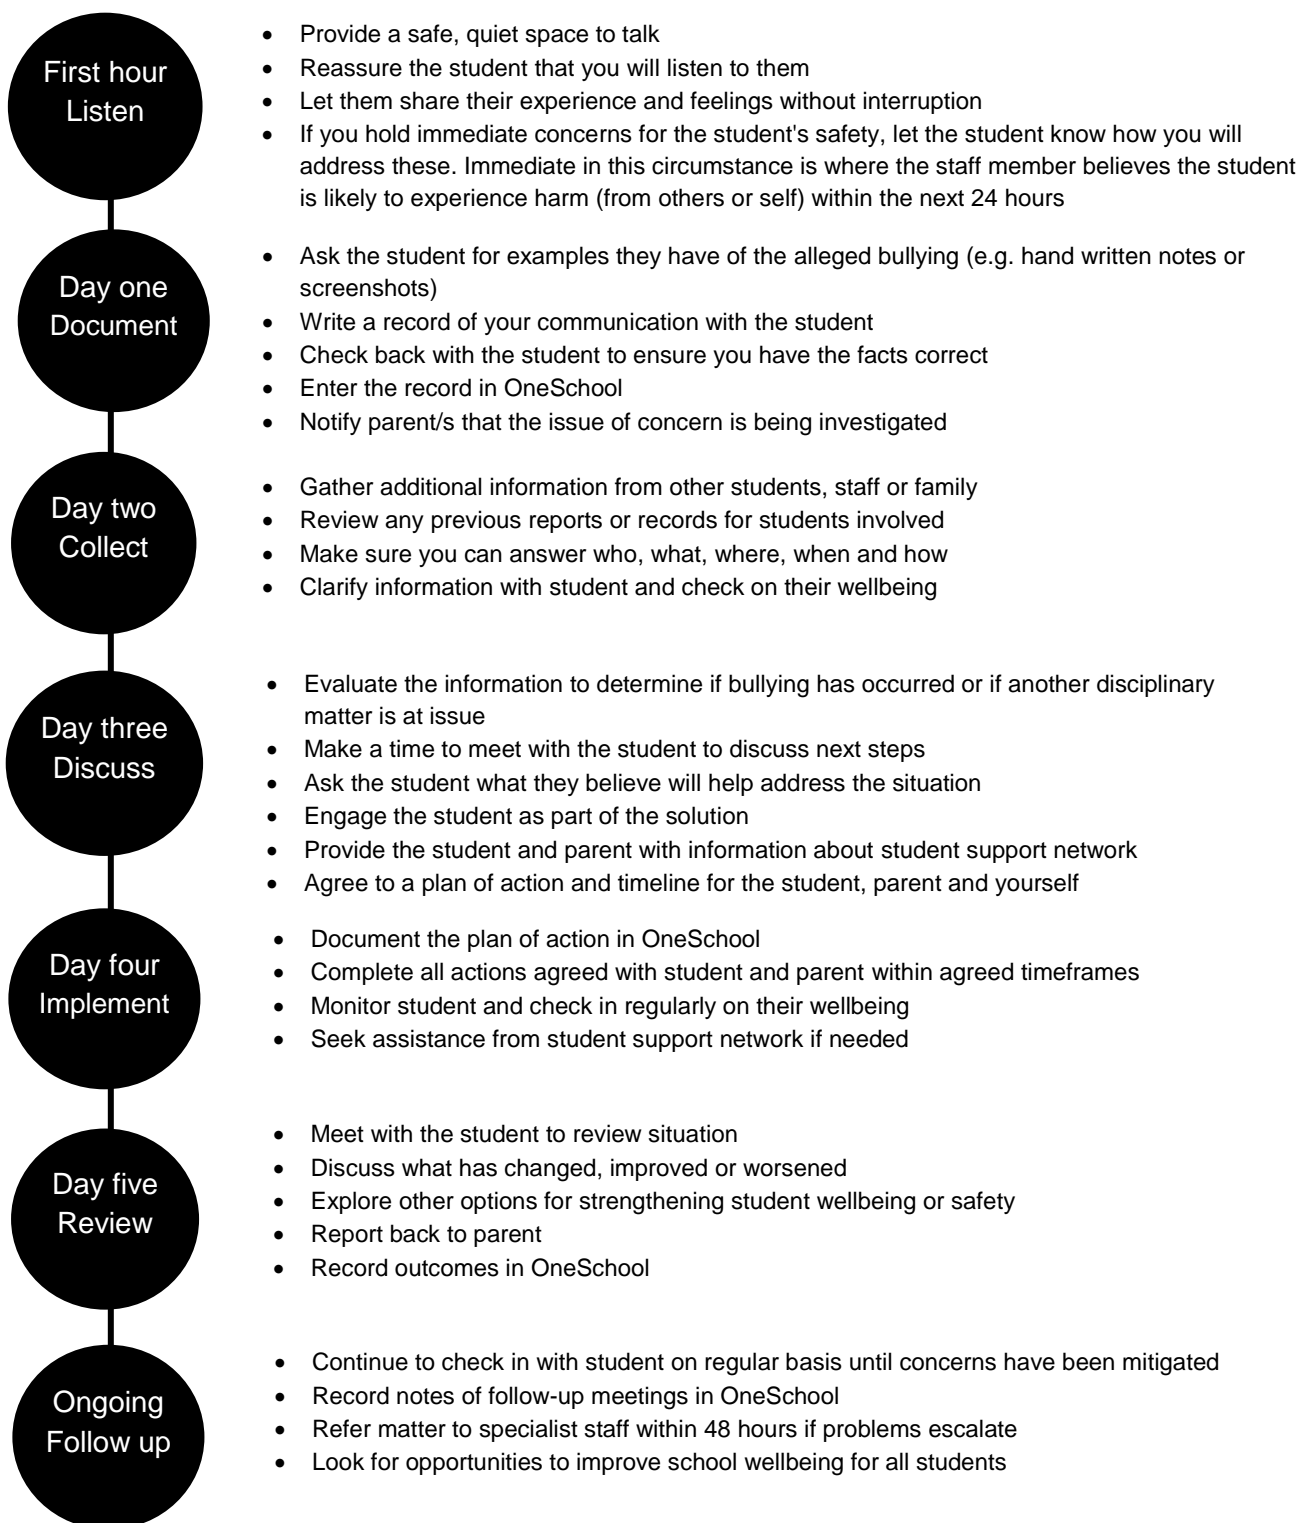 First hour
Listen
• Provide a safe, quiet space to talk
• Reassure the student that you will listen to them
• Let them share their experience and feelings without interruption
• If you hold immediate concerns for the student's safety, let the student know how you will
address these. Immediate in this circumstance is where the staff member believes the student
is likely to experience harm (from others or self) within the next 24 hours
Day one
Document
• Ask the student for examples they have of the alleged bullying (e.g. hand written notes or
screenshots)
• Write a record of your communication with the student
• Check back with the student to ensure you have the facts correct
• Enter the record in OneSchool
• Notify parent/s that the issue of concern is being investigated
Day two
Collect
• Gather additional information from other students, staff or family
• Review any previous reports or records for students involved
• Make sure you can answer who, what, where, when and how
• Clarify information with student and check on their wellbeing
Day three
Discuss
• Evaluate the information to determine if bullying has occurred or if another disciplinary
matter is at issue
• Make a time to meet with the student to discuss next steps
• Ask the student what they believe will help address the situation
• Engage the student as part of the solution
• Provide the student and parent with information about student support network
• Agree to a plan of action and timeline for the student, parent and yourself
Day four
Implement
• Document the plan of action in OneSchool
• Complete all actions agreed with student and parent within agreed timeframes
• Monitor student and check in regularly on their wellbeing
• Seek assistance from student support network if needed
Day five
Review
• Meet with the student to review situation
• Discuss what has changed, improved or worsened
• Explore other options for strengthening student wellbeing or safety
• Report back to parent
• Record outcomes in OneSchool
Ongoing
Follow up
• Continue to check in with student on regular basis until concerns have been mitigated
• Record notes of follow-up meetings in OneSchool
• Refer matter to specialist staff within 48 hours if problems escalate
• Look for opportunities to improve school wellbeing for all students